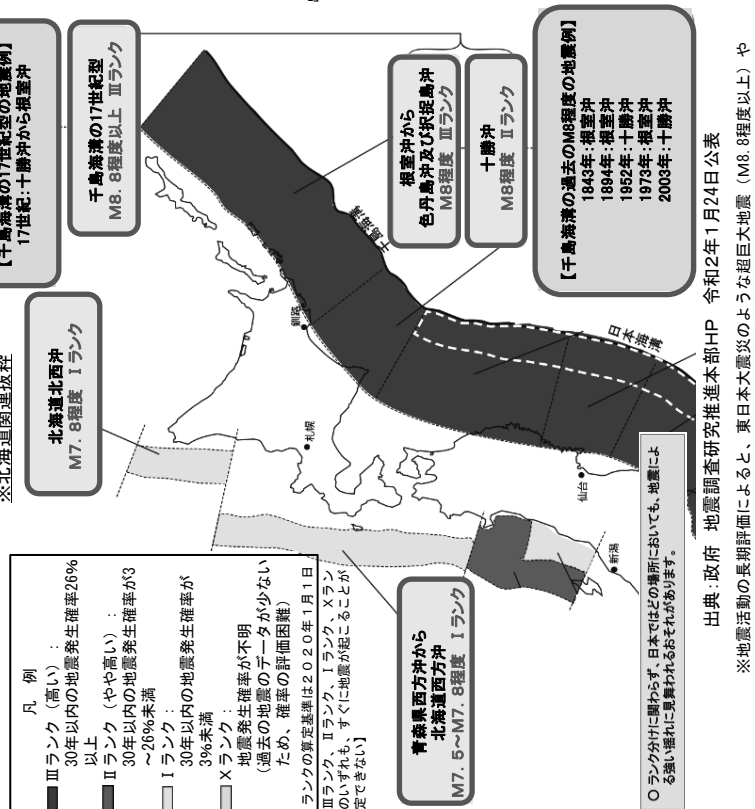 ※北海道関連抜粋
【千島海溝の17世紀型の地震例】
17世紀：十勝沖から根室沖
千島海溝の17世紀型
M8．8程度以上 Ⅲランク
根室沖から
色丹島沖及び択捉島沖
M8程度 Ⅲランク
十勝沖
M8程度 Ⅱランク
【千島海溝の過去のM8程度の地震例】
1843年：根室沖
1894年：根室沖
1952年：十勝沖
1973年：根室沖
2003年：十勝沖
北海道北西沖
M7．8程度 Ⅰランク
千島海溝
日本海溝
釧路
札幌
仙台
新潟
凡 例
Ⅲランク（高い）：
30年以内の地震発生確率26%
以上
Ⅱランク（やや高い）：
30年以内の地震発生確率が3
～26%未満
Ⅰランク：
30年以内の地震発生確率が
3%未満
Xランク：
地震発生確率が不明
（過去の地震のデータが少ない
ため、確率の評価困難）
ランクの算定基準は2020年1月1日
Ⅲランク、Ⅱランク、Ⅰランク、Xラン
のいずれも、すぐに地震が起こることが
定できない】
青森県西方沖から
北海道西方沖
M7．5～M7．8程度 Ⅰランク
○ランク分けに関わらず、日本ではどの場所においても、地震によ
る強い揺れに見舞われるおそれがあります。
出典：政府 地震調査研究推進本部HP 令和2年1月24日公表
※地震活動の長期評価によると、東日本大震災のような超巨大地震（M8．8程度以上）や